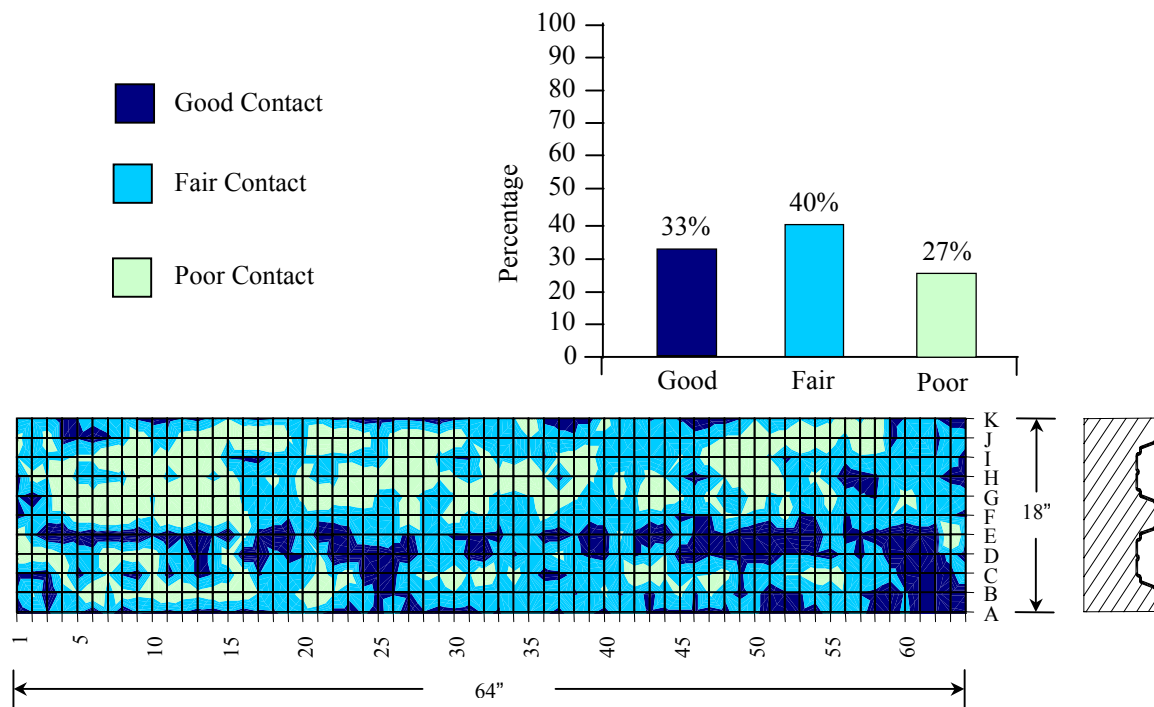 Good Contact
Fair Contact
Poor Contact
Percentage
100
90
80
70
60
50
40
30
20
10
0
33%
40%
27%
Good Fair Poor
K
J
I
H
G
F
E
D
C
B
A
18”
1 5 10 15 20 25 30 35 40 45 50 55 60
64”